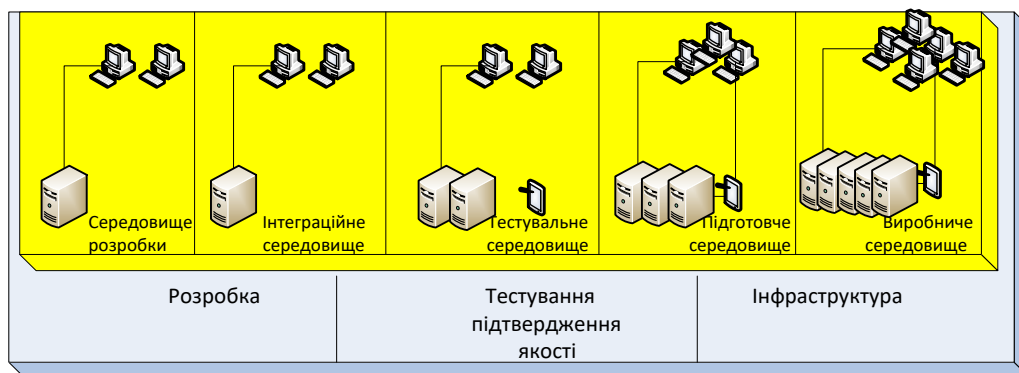 Середовище
розробки
Інтеграційне
середовище
Тестувальне
середовище
Підготовче
середовище
Виробниче
середовище
Розробка
Тестування
підтвердження
якості
Інфраструктура